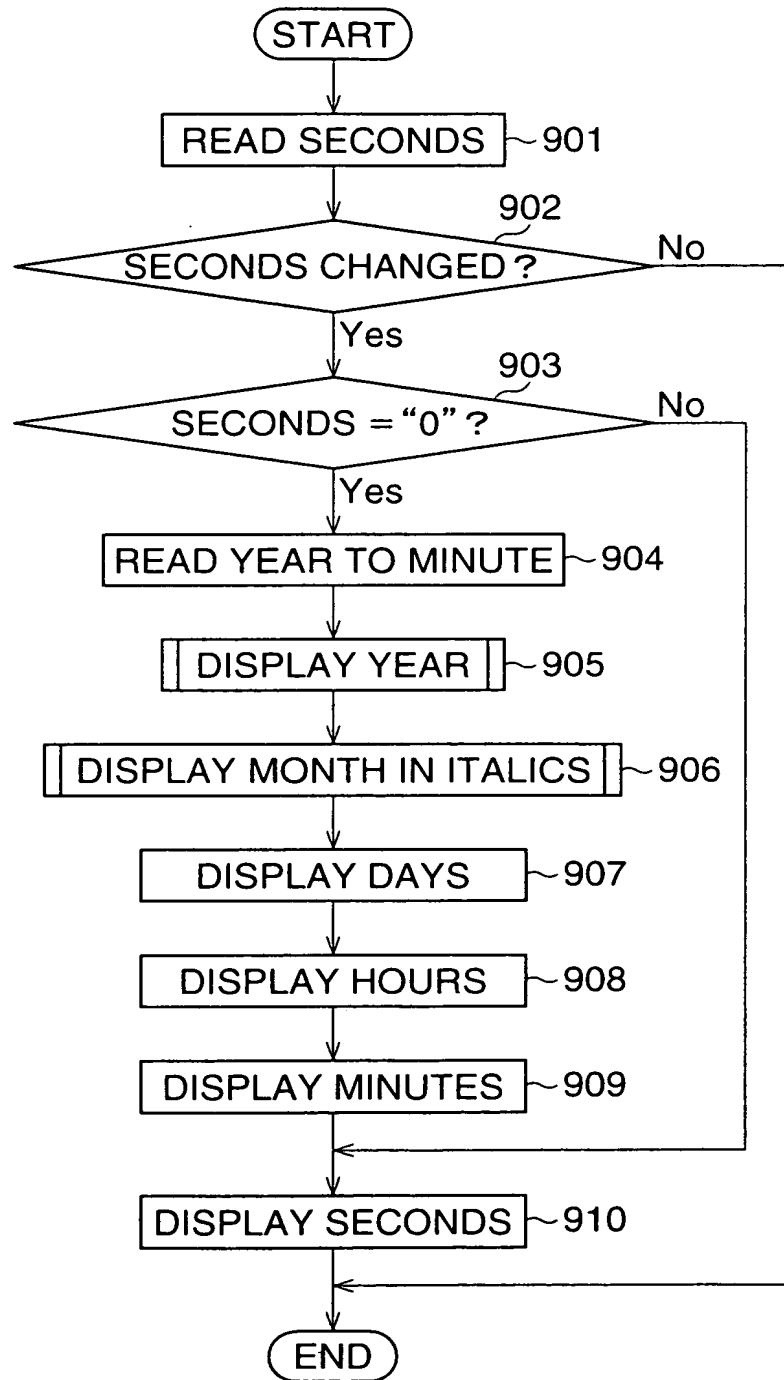 START
READ SECONDS ~901
902
SECONDS CHANGED? No
Yes
903
SECONDS = "0"? No
Yes
READ YEAR TO MINUTE ~904
DISPLAY YEAR ~905
DISPLAY MONTH IN ITALICS ~906
DISPLAY DAYS ~907
DISPLAY HOURS ~908
DISPLAY MINUTES ~909
DISPLAY SECONDS ~910
END